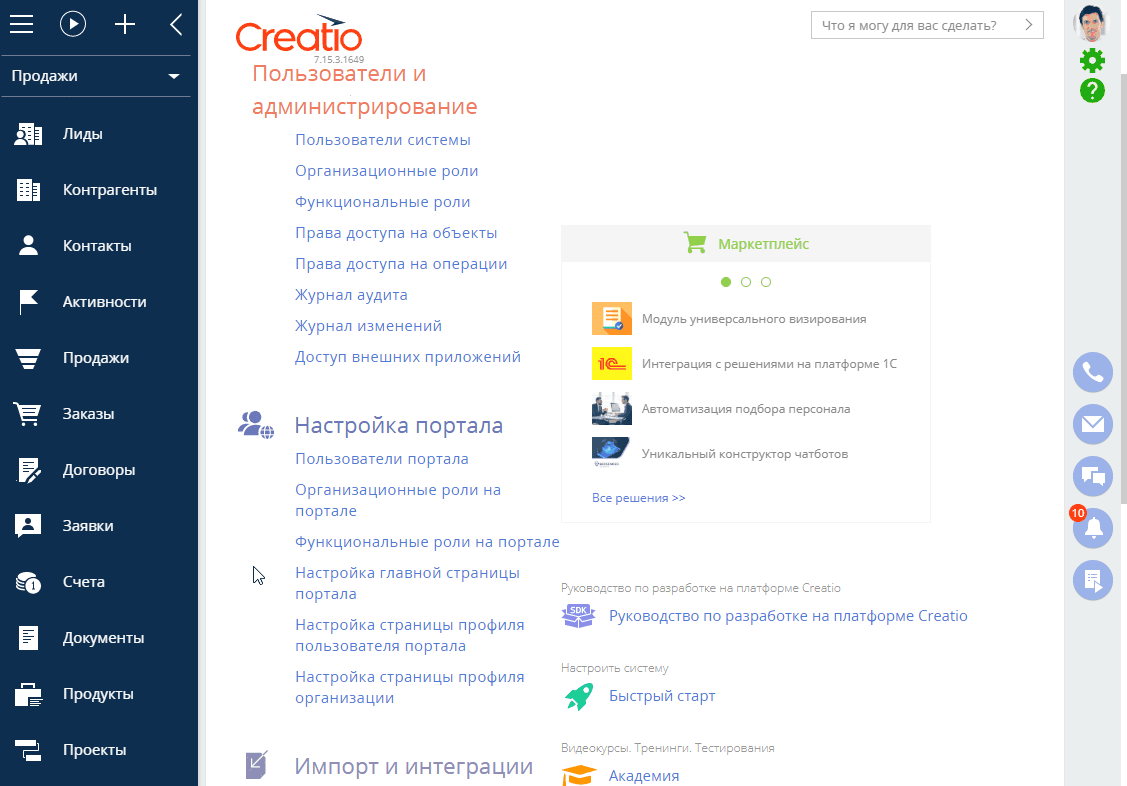 Продажи
Лиды
Контрагенты
Контакты
Активности
Продажи
Заказы
Договоры
Заявки
Счета
Документы
Продукты
Проекты
Creatio
7.15.3.1649
Что я могу для вас сделать?
Пользователи и
администрирование
Пользователи системы
Организационные роли
Функциональные роли
Права доступа на объекты
Права доступа на операции
Журнал аудита
Журнал изменений
Доступ внешних приложений
Настройка портала
Пользователи портала
Организационные роли на
портале
Функциональные роли на портале
Настройка главной страницы
портала
Настройка страницы профиля
пользователя портала
Настройка страницы профиля
организации
Импорт и интеграции
Маркетплейс
Модуль универсального визирования
1С
Интеграция с решениями на платформе 1С
Автоматизация подбора персонала
Уникальный конструктор чатботов
Все решения >>
Руководство по разработке на платформе Creatio
SDK
Руководство по разработке на платформе Creatio
Настроить систему
Быстрый старт
Видеокурсы. Тренинги. Тестирования
Академия
?
10